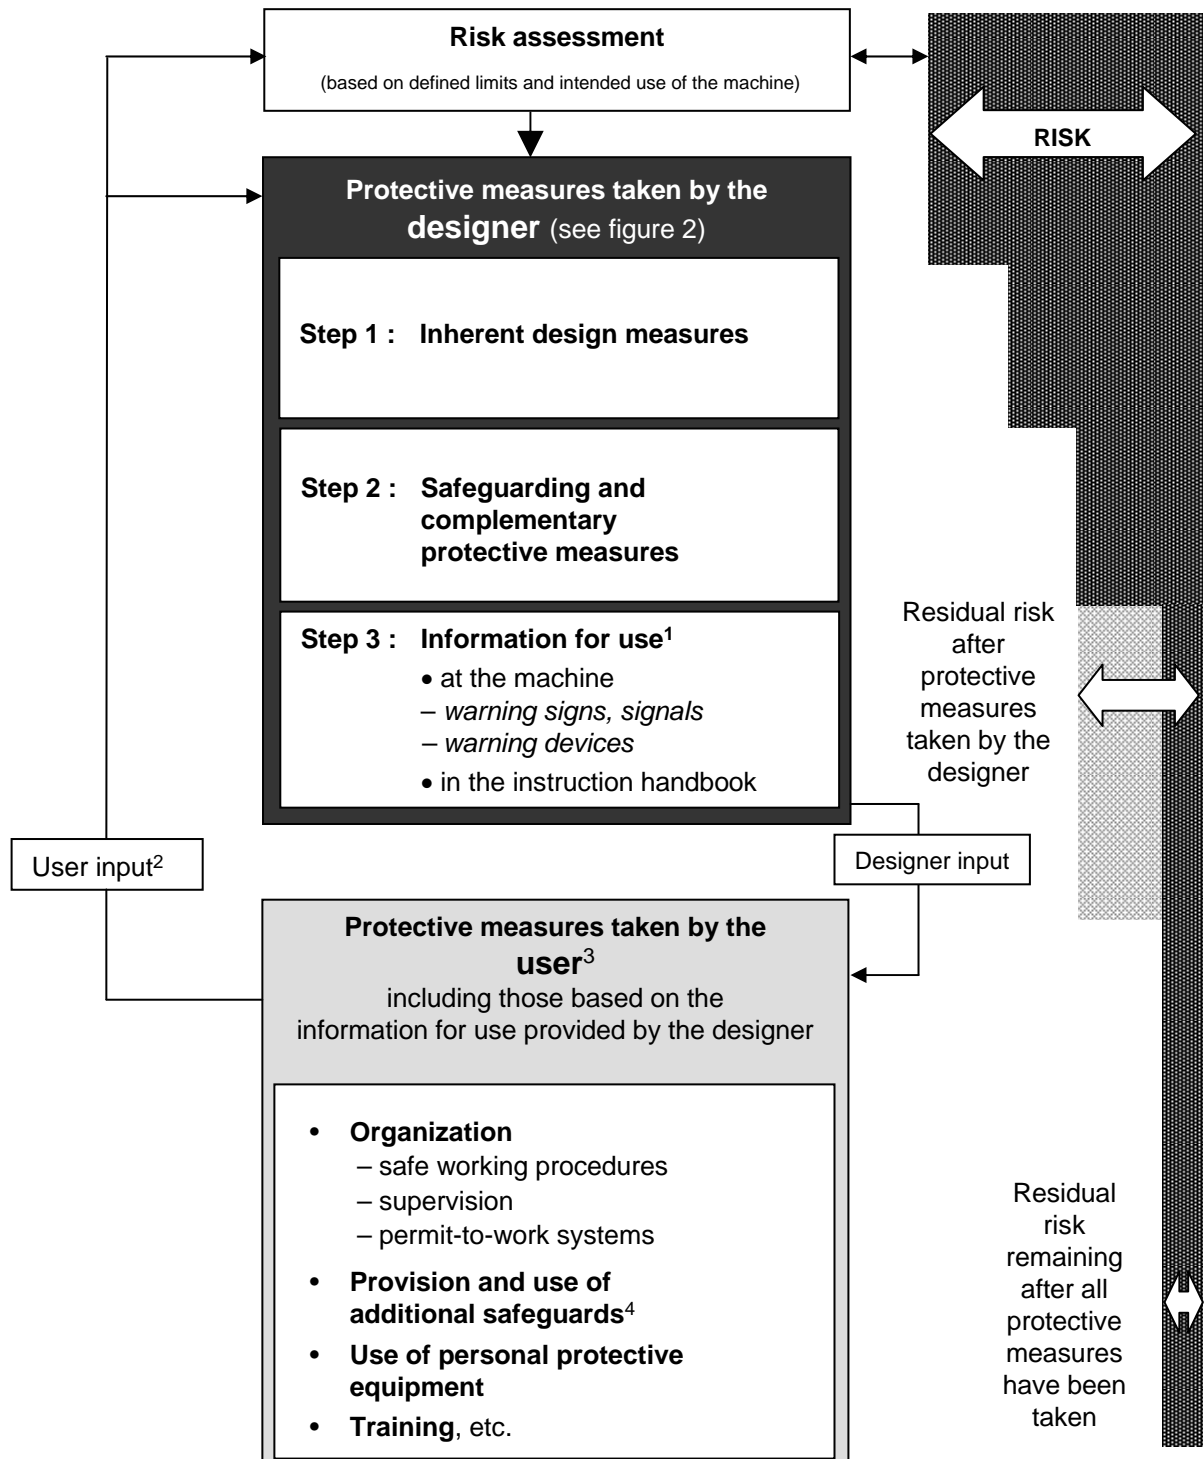 Risk assessment
(based on defined limits and intended use of the machine)
RISK
Protective measures taken by the
designer (see figure 2)
Step 1 : Inherent design measures
Step 2 : Safeguarding and
complementary
protective measures
Step 3 : Information for use¹
• at the machine
– warning signs, signals
– warning devices
• in the instruction handbook
Residual risk
after
protective
measures
taken by the
designer
User input²
Designer input
Protective measures taken by the
user³
including those based on the
information for use provided by the designer
• Organization
– safe working procedures
– supervision
– permit-to-work systems
• Provision and use of
additional safeguards⁴
• Use of personal protective
equipment
• Training, etc.
Residual
risk
remaining
after all
protective
measures
have been
taken